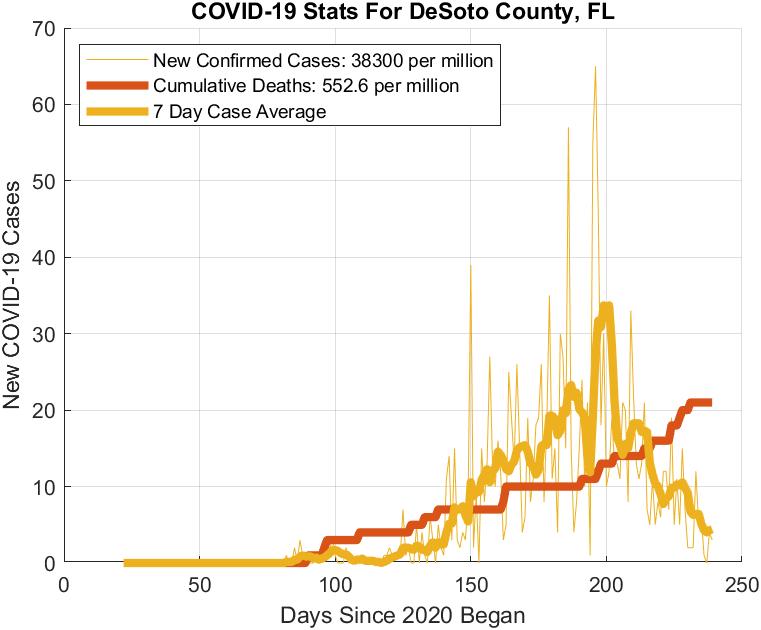 COVID-19 Stats For DeSoto County, FL
New Confirmed Cases: 38300 per million
Cumulative Deaths: 552.6 per million
7 Day Case Average
New COVID-19 Cases
70
60
50
40
30
20
10
0
0 50 100 150 200 250
Days Since 2020 Began